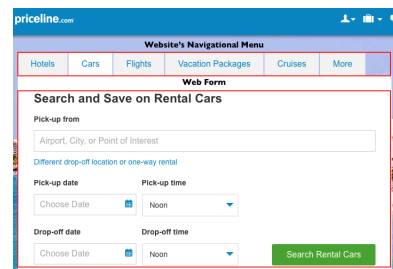 priceline.com
Website's Navigational Menu
Hotels Cars Flights Vacation Packages Cruises More
Web Form
Search and Save on Rental Cars
Pick-up from
Airport, City, or Point of Interest
Different drop-off location or one-way rental
Pick-up date Pick-up time
Choose Date Noon
Drop-off date Drop-off time
Choose Date Noon Search Rental Cars